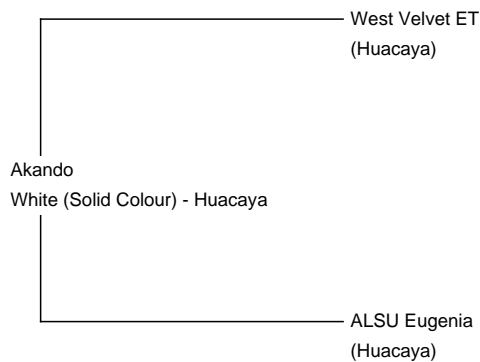 West Velvet ET
(Huacaya)
Akando
White (Solid Colour) - Huacaya
ALSU Eugenia
(Huacaya)